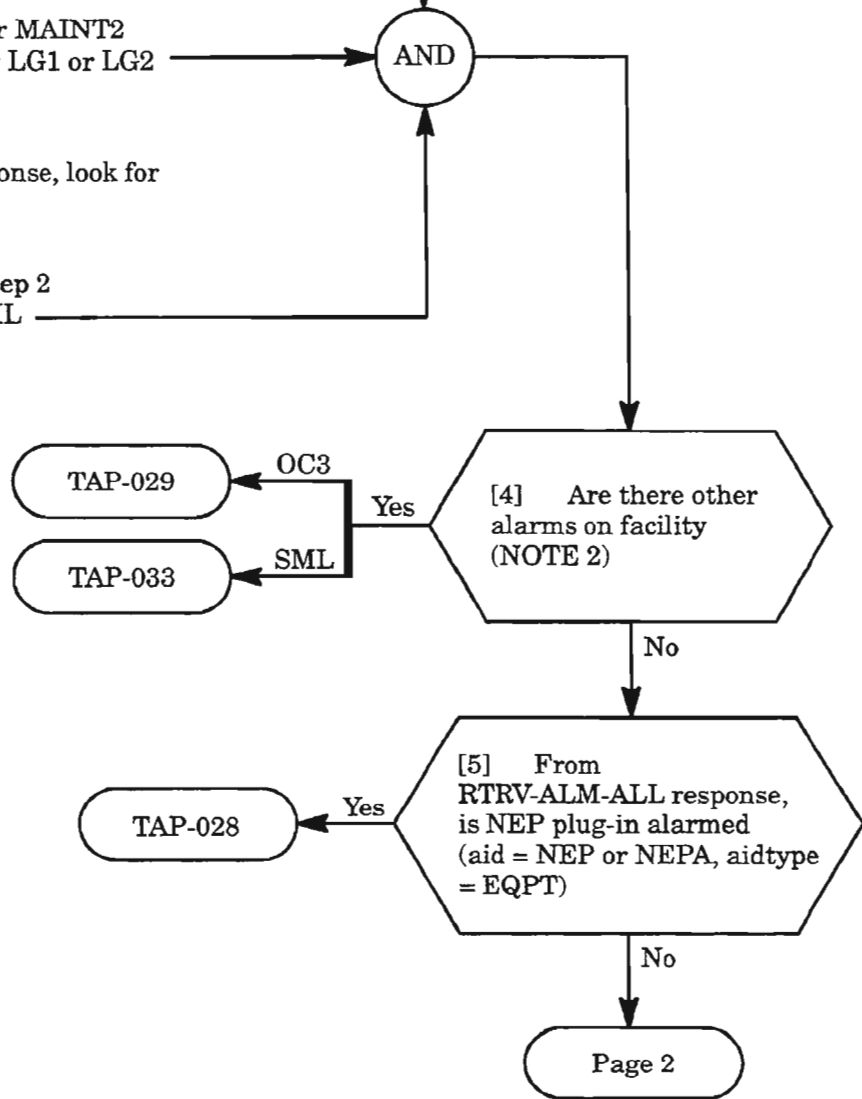 r MAINT2
LG1 or LG2
AND
onse, look for
ep 2
IL
TAP-029
OC3
Yes
TAP-033
SML
[4] Are there other
alarms on facility
(NOTE 2)
No
[5] From
RTRV-ALM-ALL response,
is NEP plug-in alarmed
(aid = NEP or NEPA, aidtype
= EQPT)
TAP-028
Yes
No
Page 2